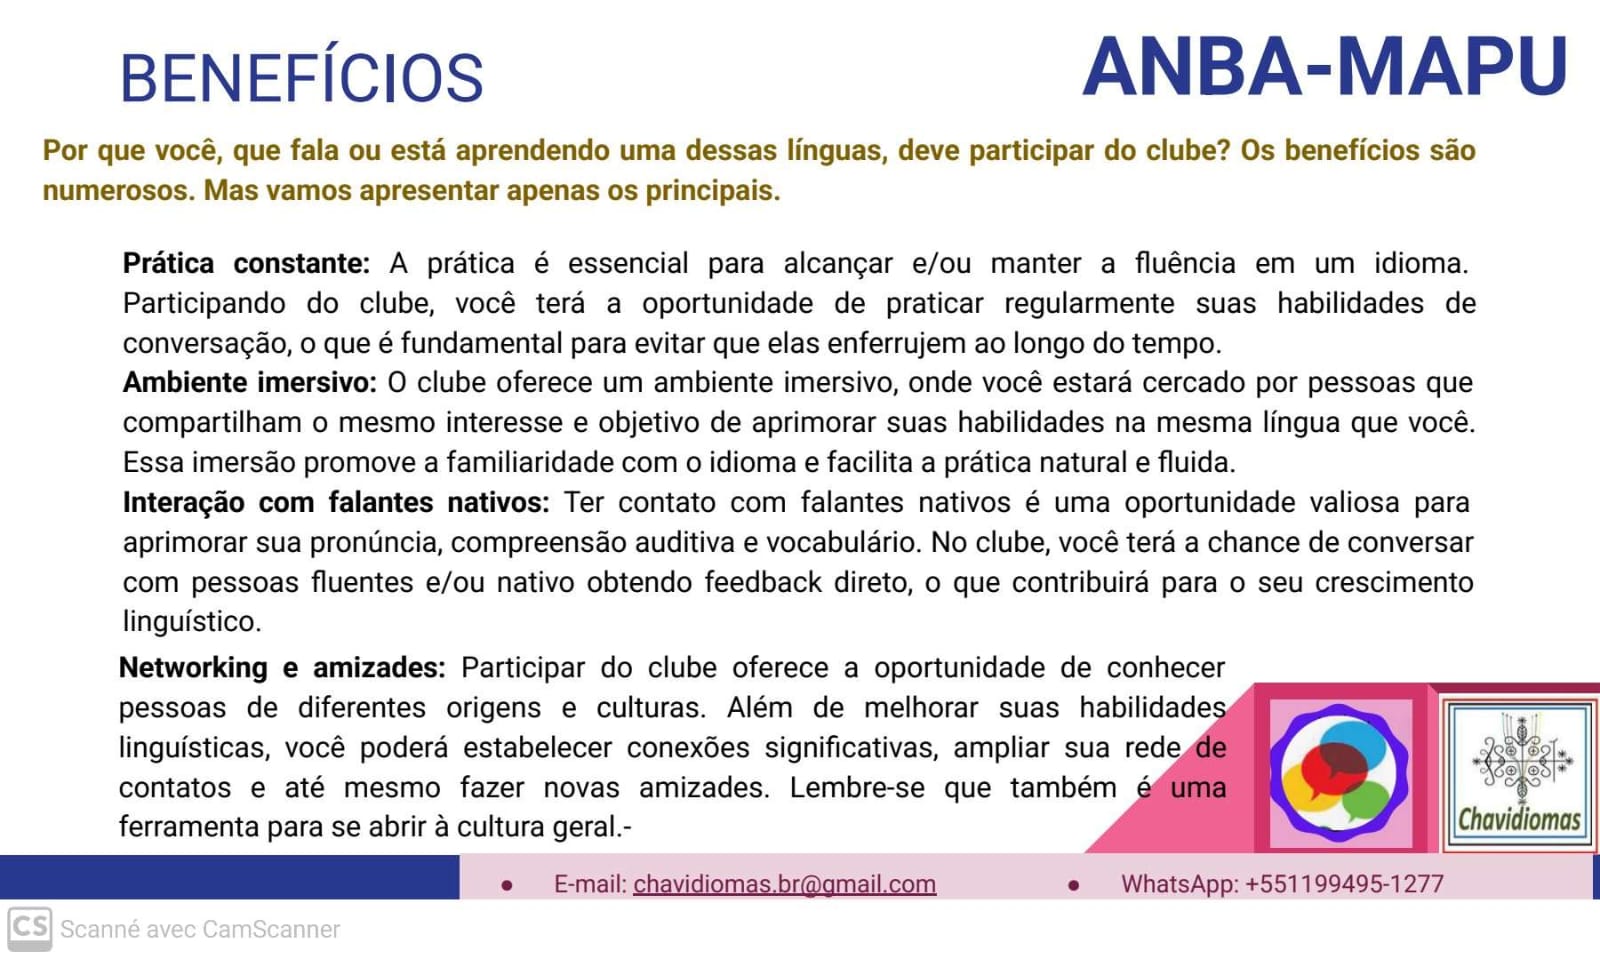 BENEFÍCIOS
ANBA-MAPU
Por que você, que fala ou está aprendendo uma dessas línguas, deve participar do clube? Os benefícios são
numerosos. Mas vamos apresentar apenas os principais.
Prática constante: A prática é essencial para alcançar e/ou manter a fluência em um idioma.
Participando do clube, você terá a oportunidade de praticar regularmente suas habilidades de
conversação, o que é fundamental para evitar que elas enferrujem ao longo do tempo.
Ambiente imersivo: O clube oferece um ambiente imersivo, onde você estará cercado por pessoas que
compartilham o mesmo interesse e objetivo de aprimorar suas habilidades na mesma língua que você.
Essa imersão promove a familiaridade com o idioma e facilita a prática natural e fluida.
Interação com falantes nativos: Ter contato com falantes nativos é uma oportunidade valiosa para
aprimorar sua pronúncia, compreensão auditiva e vocabulário. No clube, você terá a chance de conversar
com pessoas fluentes e/ou nativo obtendo feedback direto, o que contribuirá para o seu crescimento
linguístico.
Networking e amizades: Participar do clube oferece a oportunidade de conhecer
pessoas de diferentes origens e culturas. Além de melhorar suas habilidades
linguísticas, você poderá estabelecer conexões significativas, ampliar sua rede de
contatos e até mesmo fazer novas amizades. Lembre-se que também é uma
ferramenta para se abrir à cultura geral.-
Chavidiomas
● E-mail: chavidiomas.br@gmail.com
● WhatsApp: +551199495-1277
CS Scanné avec CamScanner